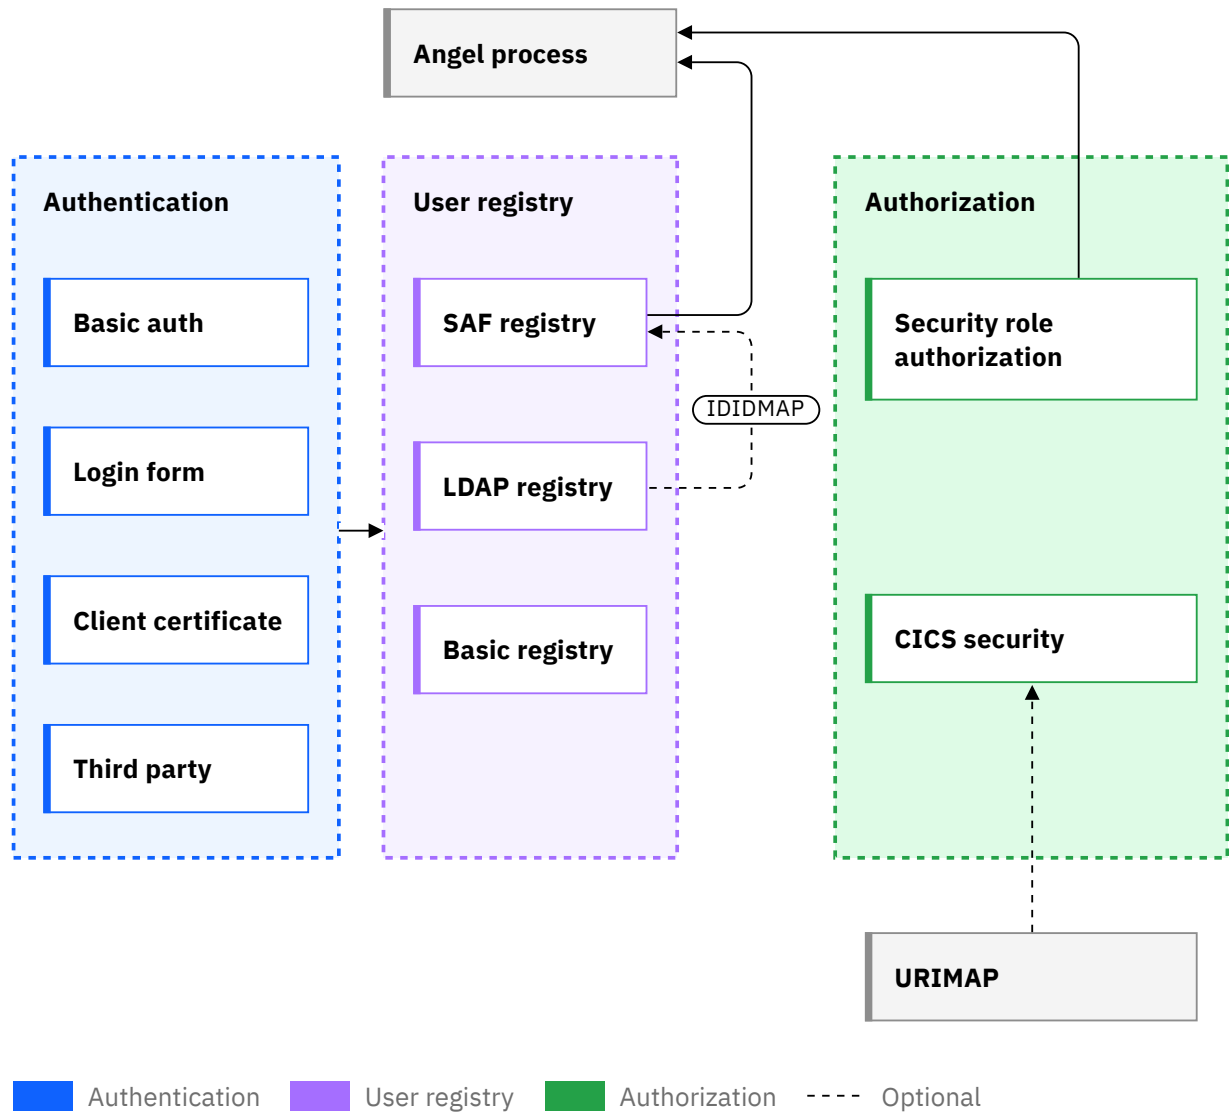 Angel process
Authentication
Basic auth
Login form
Client certificate
Third party
User registry
SAF registry
LDAP registry
Basic registry
IDIDMAP
Authorization
Security role
authorization
CICS security
URIMAP
Authentication
User registry
Authorization
Optional